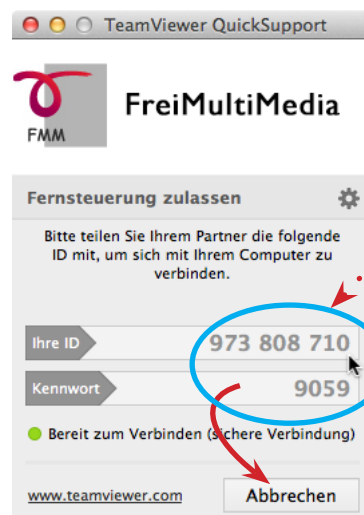 TeamViewer QuickSupport
FMM
FreiMultiMedia
Fernsteuerung zulassen
Bitte teilen Sie Ihrem Partner die folgende
ID mit, um sich mit Ihrem Computer zu
verbinden.
Ihre ID
973 808 710
Kennwort
9059
Bereit zum Verbinden (sichere Verbindung)
www.teamviewer.com
Abbrechen